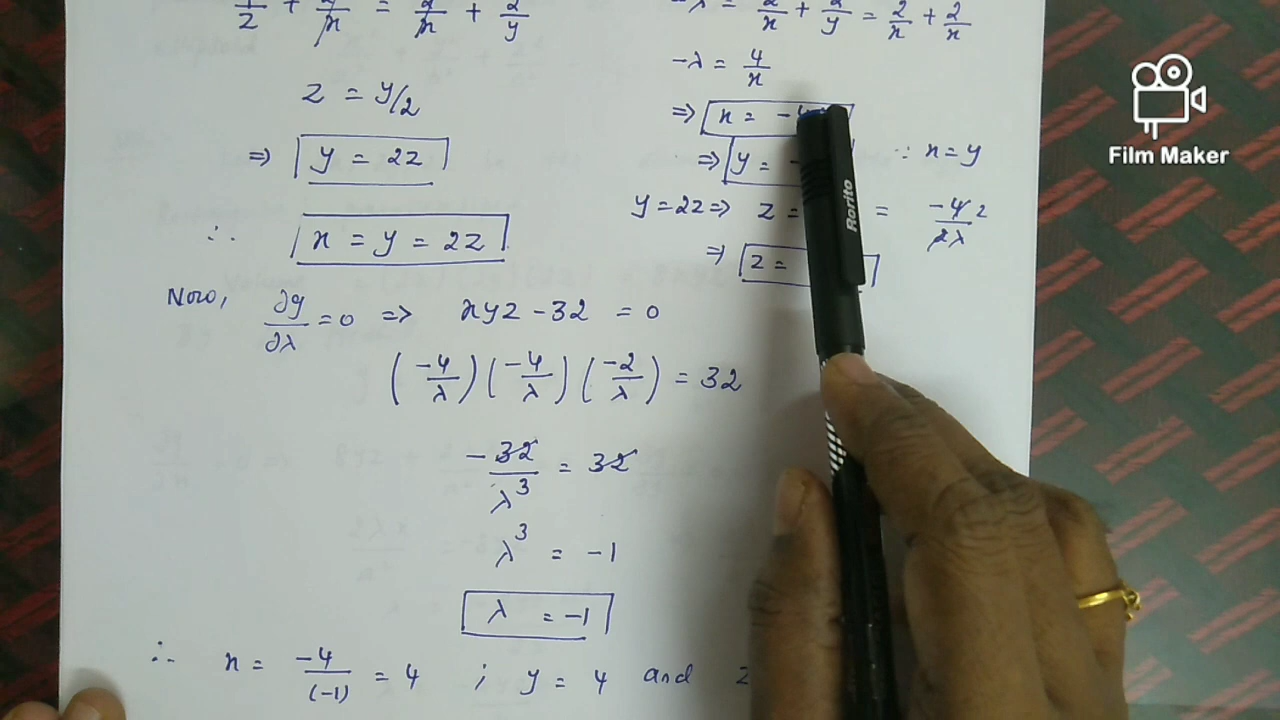 1/z + 2/x = 2/x + 2/y
z = y/2
⇒ y = 2z
∴ x = y = 2z
-λ = 2/x + 2/y = 2/x + 2/x
-λ = 4/x
⇒ x = -4
⇒ y = - ∵ x = y
y = 2z ⇒ z = = -4/2λ 2
⇒ z =
Now, ∂g/∂λ = 0 ⇒ xyz - 32 = 0
(-4/λ)(-4/λ)(-2/λ) = 32
-32/λ³ = 32
λ³ = -1
λ = -1
∴ x = -4/(-1) = 4 ; y = 4 and z
Film Maker
Rorito